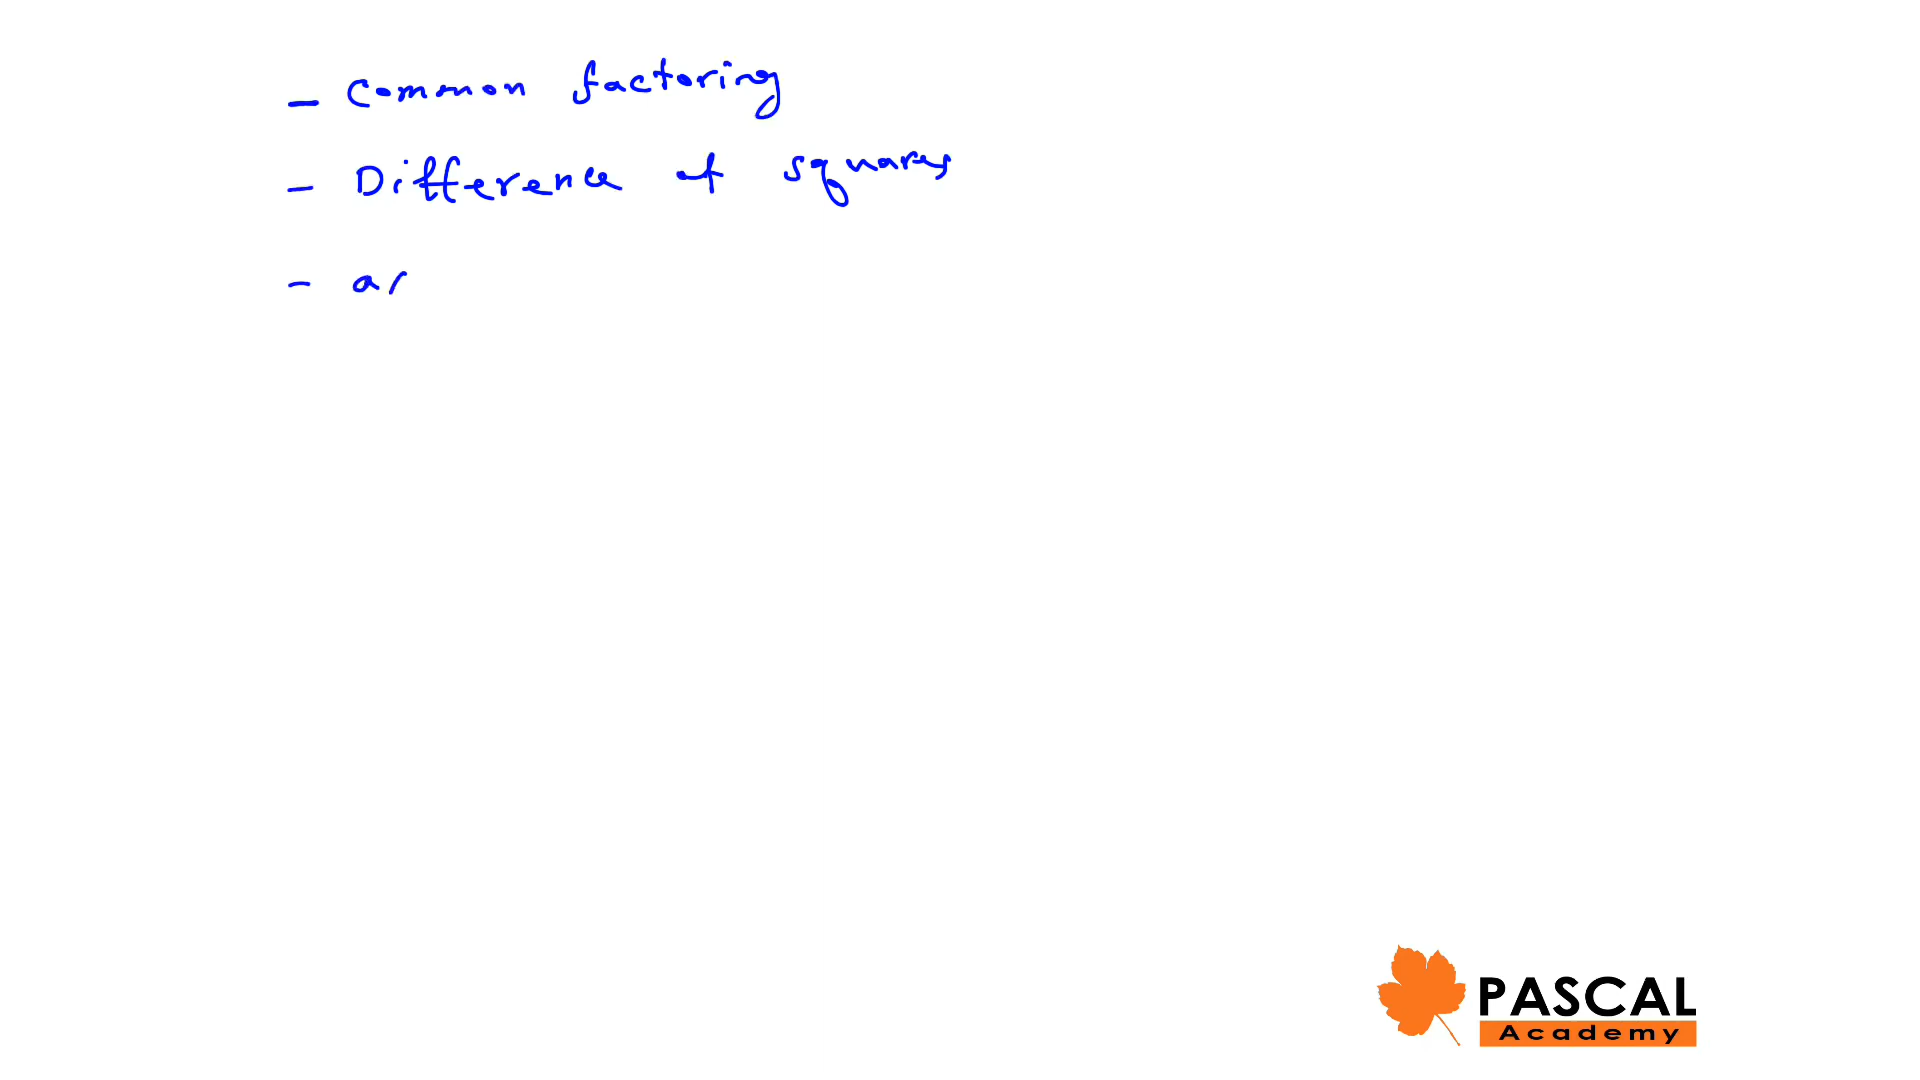 - Common factoring
- Difference of squares
- a
PASCAL
Academy